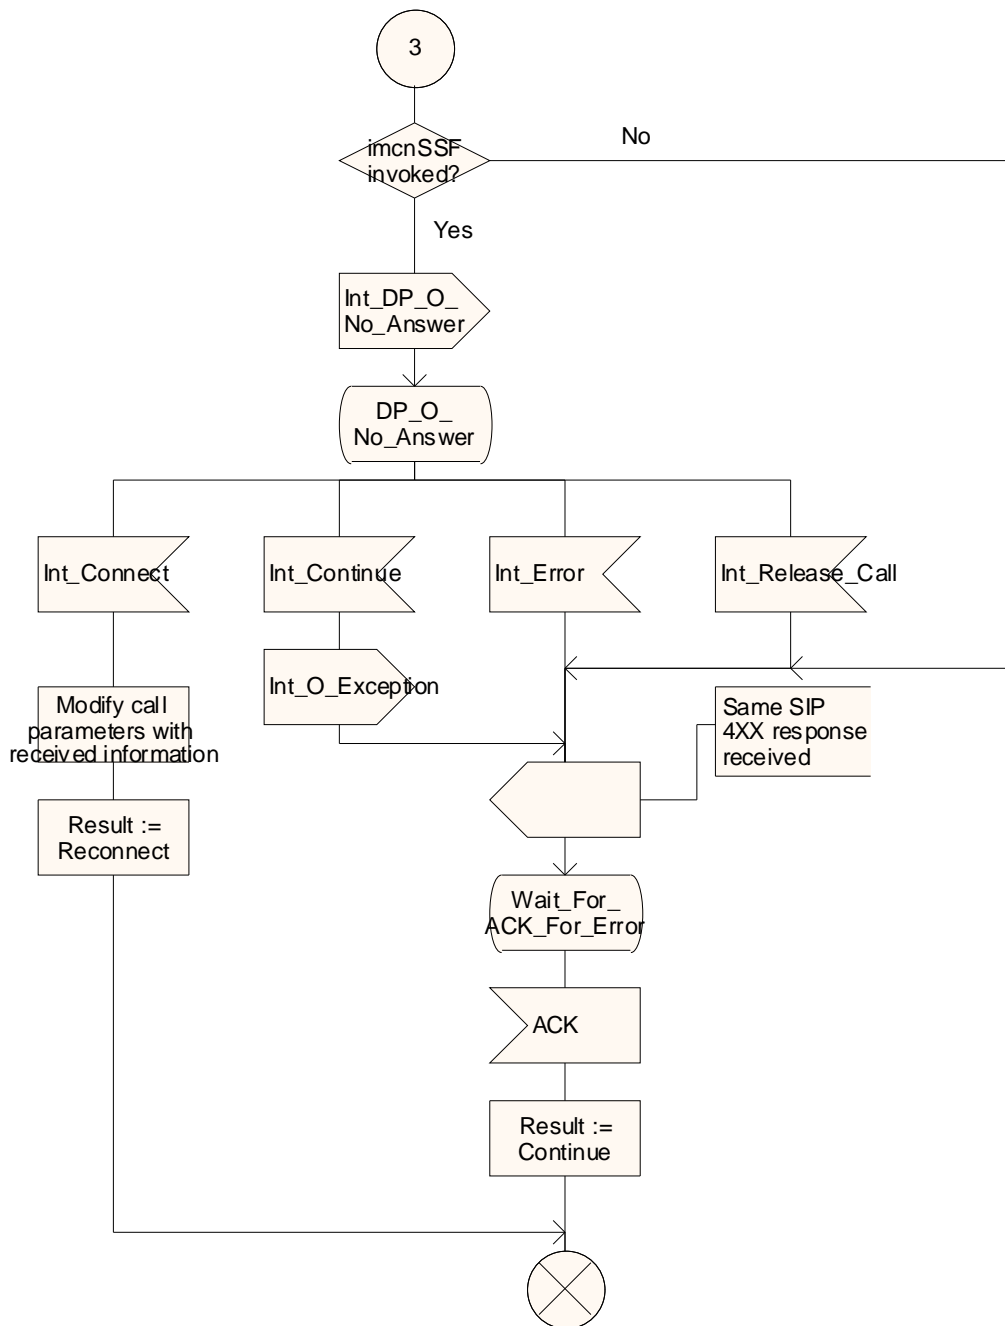 3
imcnSSF
invoked?
No
Yes
Int_DP_O_
No_Answer
DP_O_
No_Answer
Int_Connect
Int_Continue
Int_Error
Int_Release_Call
Int_O_Exception
Modify call
parameters with
received information
Same SIP
4XX response
received
Result :=
Reconnect
Wait_For_
ACK_For_Error
ACK
Result :=
Continue